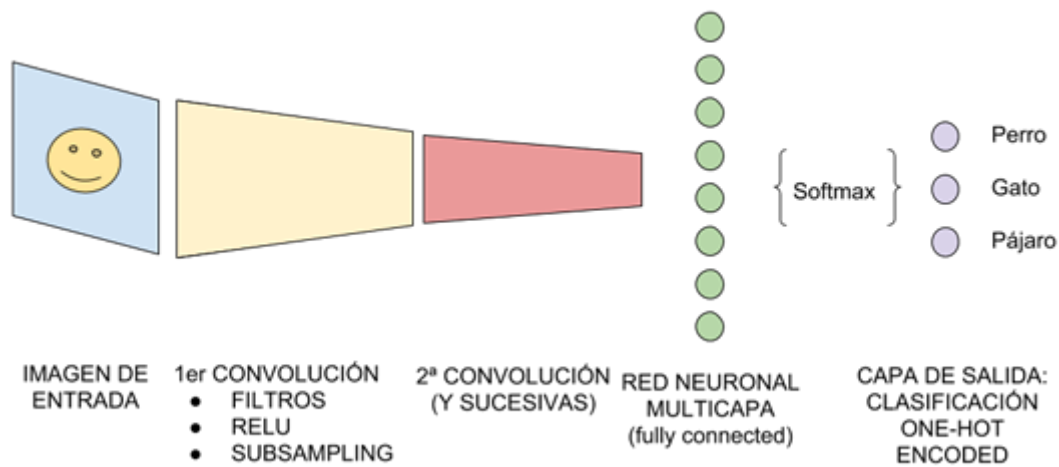 Perro
Softmax
Gato
Pájaro
IMAGEN DE
ENTRADA
1er CONVOLUCIÓN
● FILTROS
● RELU
● SUBSAMPLING
2ª CONVOLUCIÓN
(Y SUCESIVAS)
RED NEURONAL
MULTICAPA
(fully connected)
CAPA DE SALIDA:
CLASIFICACIÓN
ONE-HOT
ENCODED